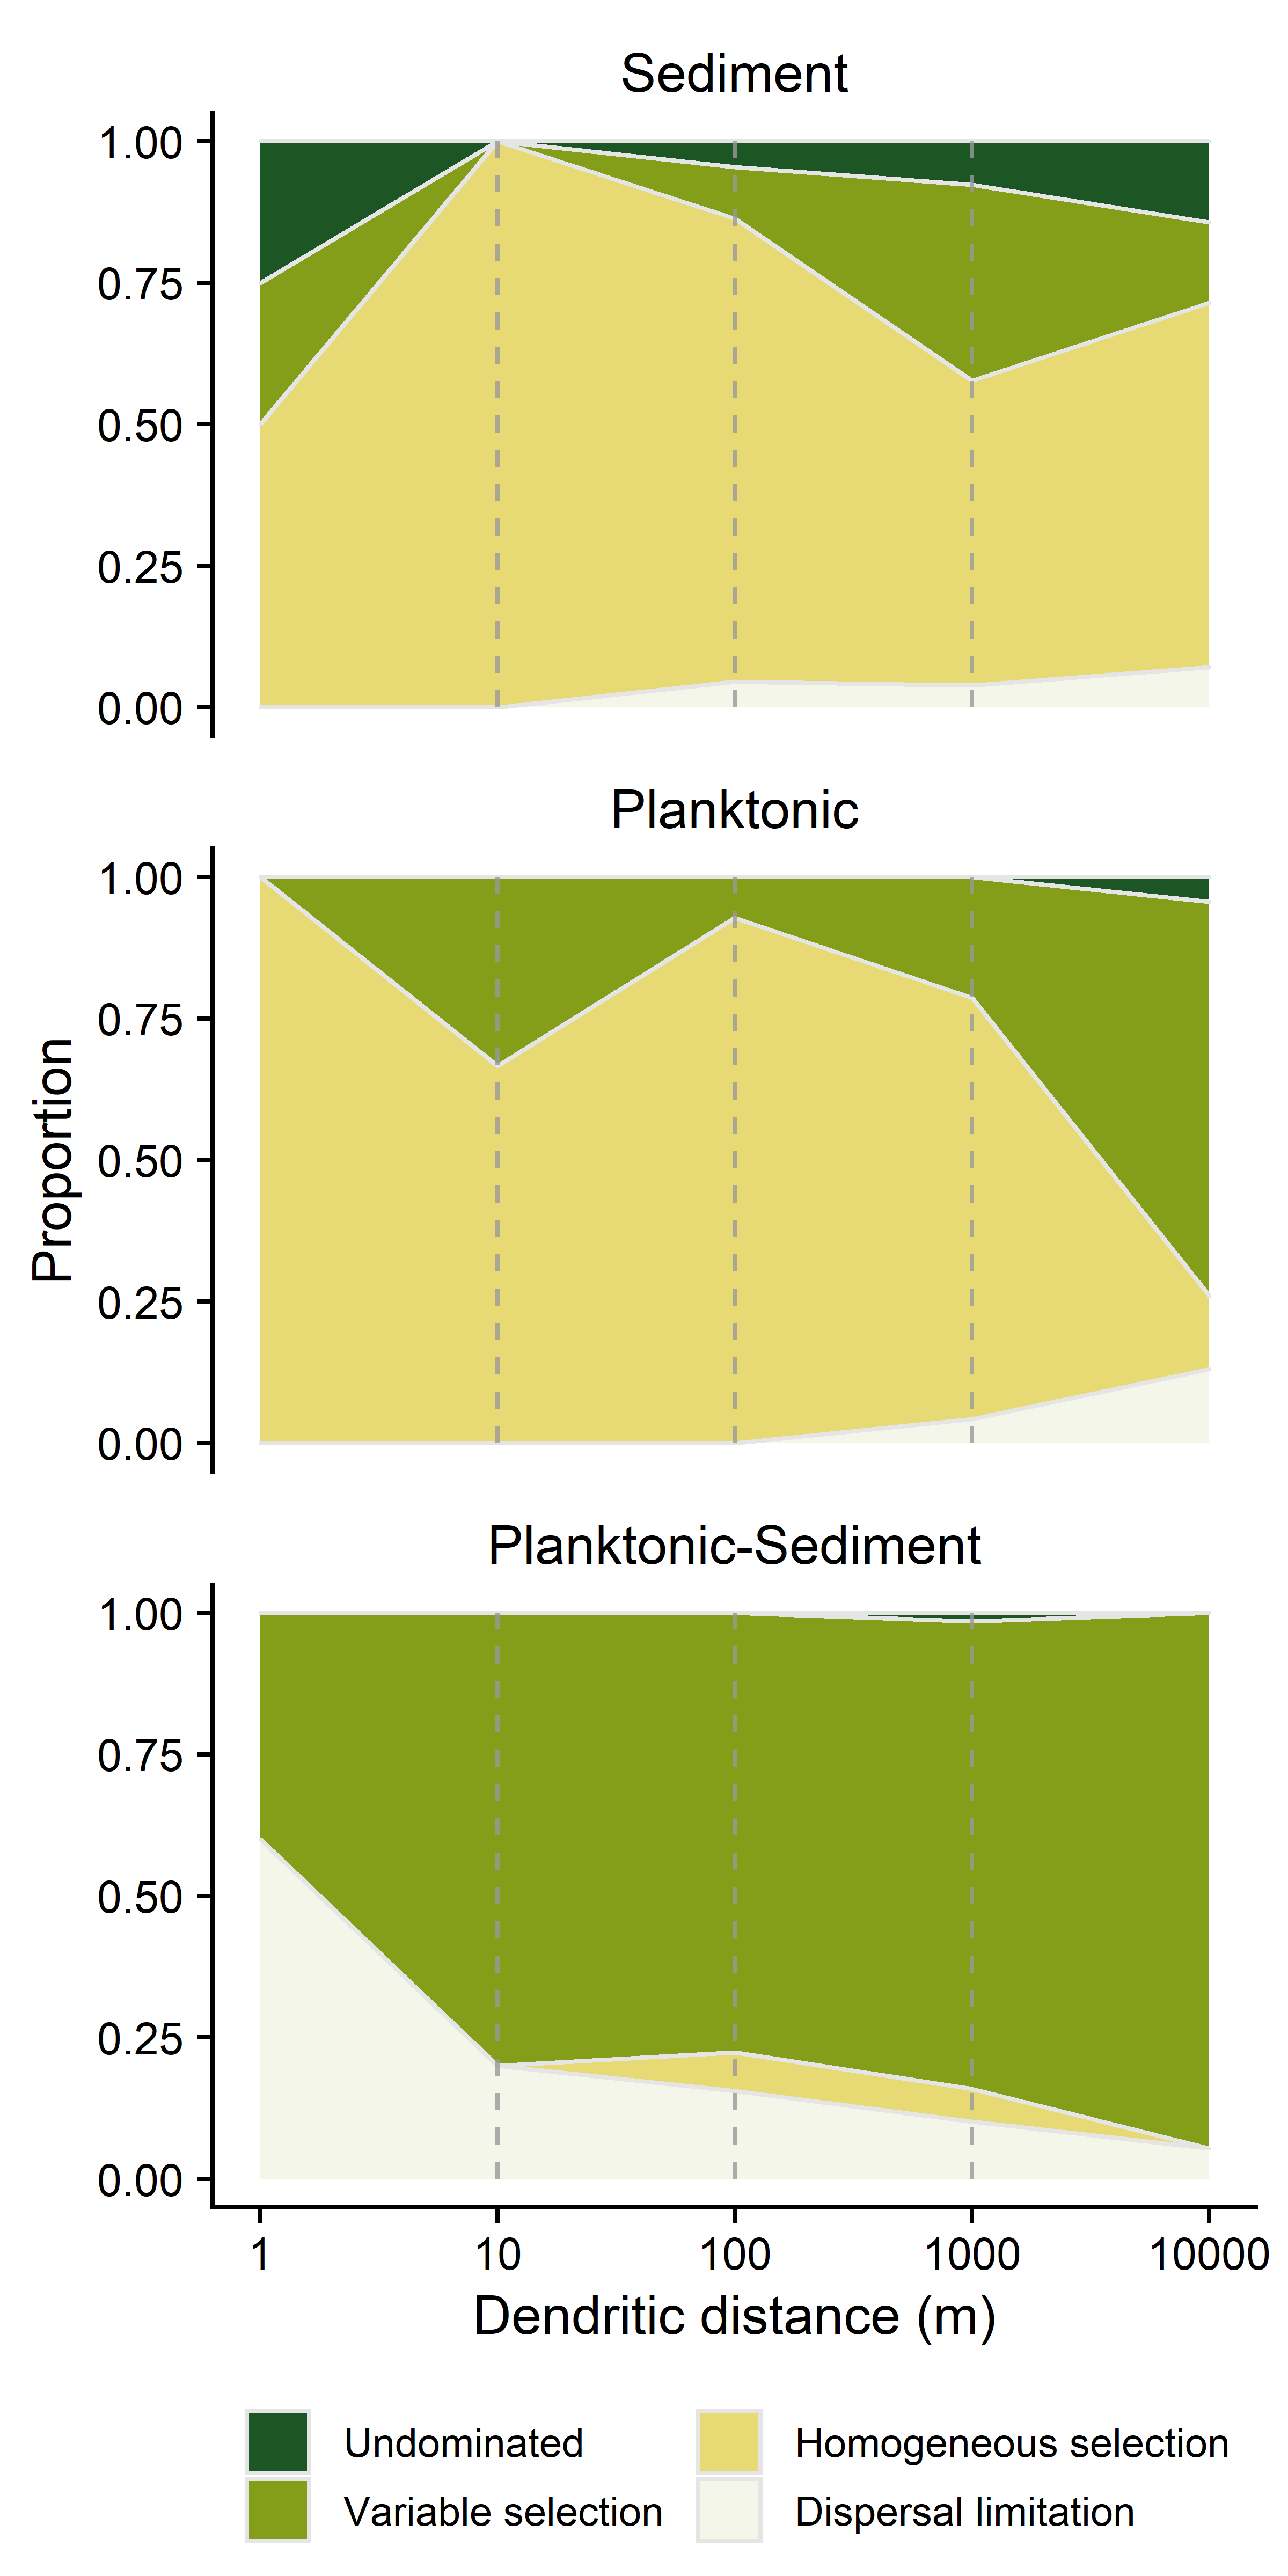 Sediment
1.00
0.75
0.50
0.25
0.00
Planktonic
1.00
0.75
0.50
0.25
0.00
Proportion
Planktonic-Sediment
1.00
0.75
0.50
0.25
0.00
1 10 100 1000 10000
Dendritic distance (m)
Undominated Homogeneous selection
Variable selection Dispersal limitation